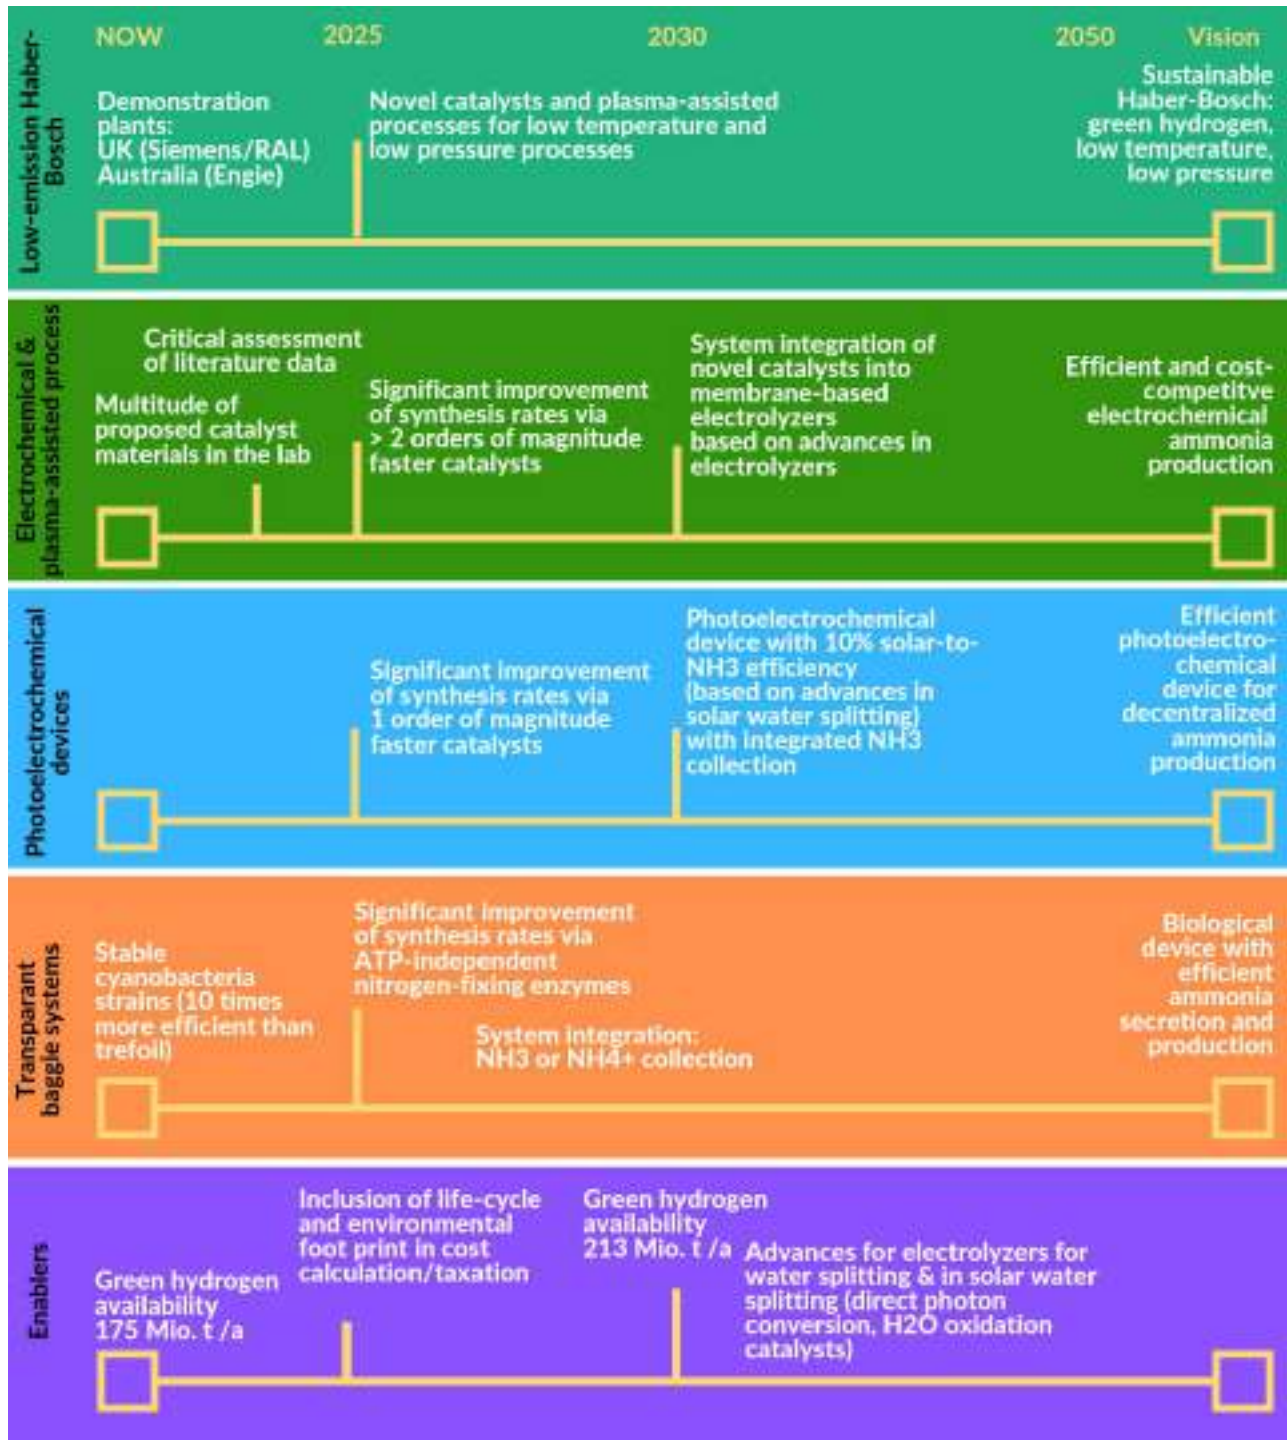 NOW
2025
2030
2050
Vision
Low-emission Haber-
Bosch
Demonstration
plants:
UK (Siemens/RAL)
Australia (Engie)
Novel catalysts and plasma-assisted
processes for low temperature and
low pressure processes
Sustainable
Haber-Bosch:
green hydrogen,
low temperature,
low pressure
Electrochemical &
plasma-assisted process
Critical assessment
of literature data
Multitude of
proposed catalyst
materials in the lab
Significant improvement
of synthesis rates via
> 2 orders of magnitude
faster catalysts
System integration of
novel catalysts into
membrane-based
electrolyzers
based on advances in
electrolyzers
Efficient and cost-
competitve
electrochemical
ammonia
production
Photoelectrochemical
devices
Significant improvement
of synthesis rates via
1 order of magnitude
faster catalysts
Photoelectrochemical
device with 10% solar-to-
NH3 efficiency
(based on advances in
solar water splitting)
with integrated NH3
collection
Efficient
photoelectro-
chemical
device for
decentralized
ammonia
production
Transparant
baggle systems
Stable
cyanobacteria
strains (10 times
more efficient than
trefoil)
Significant improvement
of synthesis rates via
ATP-independent
nitrogen-fixing enzymes
System integration:
NH3 or NH4+ collection
Biological
device with
efficient
ammonia
secretion and
production
Enablers
Green hydrogen
availability
175 Mio. t /a
Inclusion of life-cycle
and environmental
foot print in cost
calculation/taxation
Green hydrogen
availability
213 Mio. t /a
Advances for electrolyzers for
water splitting & in solar water
splitting (direct photon
conversion, H2O oxidation
catalysts)